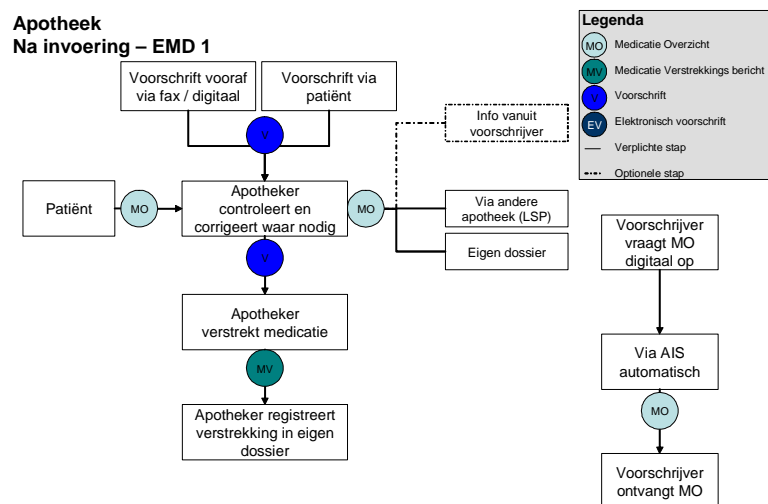 Apotheek
Na invoering – EMD 1
Voorschrift vooraf
via fax / digitaal
Voorschrift via
patiënt
V
Info vanuit
voorschrijver
Patiënt
MO
Apotheker
controleert en
corrigeert waar nodig
MO
Via andere
apotheek (LSP)
Eigen dossier
V
Apotheker
verstrekt medicatie
MV
Apotheker registreert
verstrekking in eigen
dossier
Voorschrijver
vraagt MO
digitaal op
Via AIS
automatisch
MO
Voorschrijver
ontvangt MO
Legenda
MO Medicatie Overzicht
MV Medicatie Verstrekkings bericht
V Voorschrift
EV Elektronisch voorschrift
Verplichte stap
Optionele stap